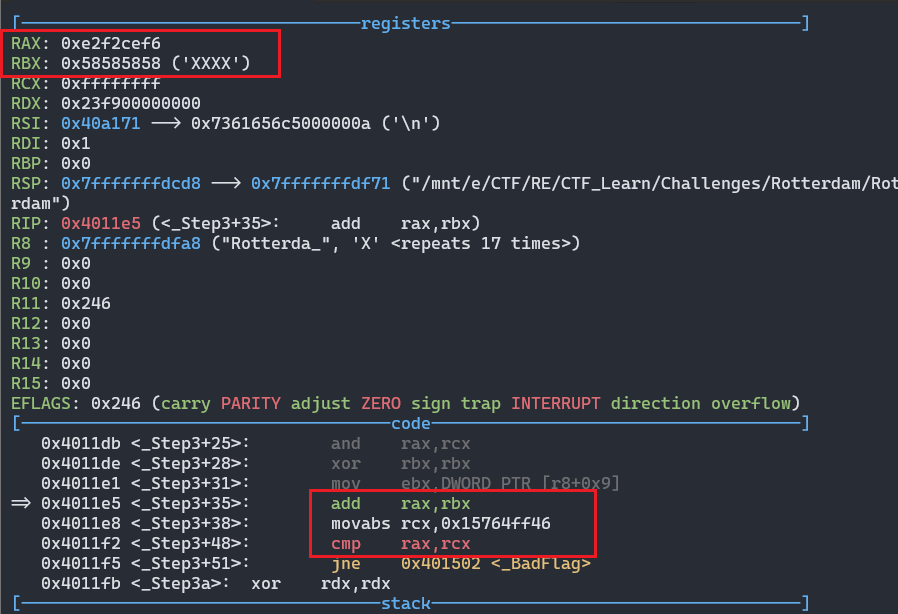 [registers]
RAX: 0xe2f2cef6
RBX: 0x58585858 ('XXXX')
RCX: 0xffffffff
RDX: 0x23f900000000
RSI: 0x40a171 --> 0x7361656c5000000a ('\n')
RDI: 0x1
RBP: 0x0
RSP: 0x7fffffffdcd8 --> 0x7fffffffdf71 ("/mnt/e/CTF/RE/CTF_Learn/Challenges/Rotterdam/Rot
rdam")
RIP: 0x4011e5 (<_Step3+35>: add rax,rbx)
R8 : 0x7fffffffdfa8 ("Rotterda_", 'X' <repeats 17 times>)
R9 : 0x0
R10: 0x0
R11: 0x246
R12: 0x0
R13: 0x0
R14: 0x0
R15: 0x0
EFLAGS: 0x246 (carry PARITY adjust ZERO sign trap INTERRUPT direction overflow)
[code]
0x4011db <_Step3+25>: and rax,rcx
0x4011de <_Step3+28>: xor rbx,rbx
0x4011e1 <_Step3+31>: mov ebx,DWORD PTR [r8+0x9]
=> 0x4011e5 <_Step3+35>: add rax,rbx
0x4011e8 <_Step3+38>: movabs rcx,0x15764ff46
0x4011f2 <_Step3+48>: cmp rax,rcx
0x4011f5 <_Step3+51>: jne 0x401502 <_BadFlag>
0x4011fb <_Step3a>: xor rdx,rdx
[stack]